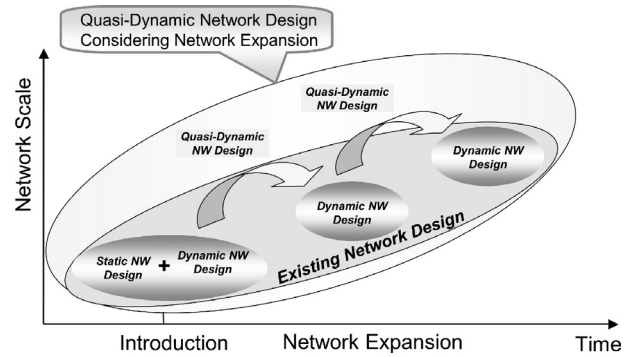 Quasi-Dynamic Network Design
Considering Network Expansion
Network Scale
Quasi-Dynamic
NW Design
Quasi-Dynamic
NW Design
Dynamic NW
Design
Dynamic NW
Design
Static NW
Design
+
Dynamic NW
Design
Existing Network Design
Introduction
Network Expansion
Time